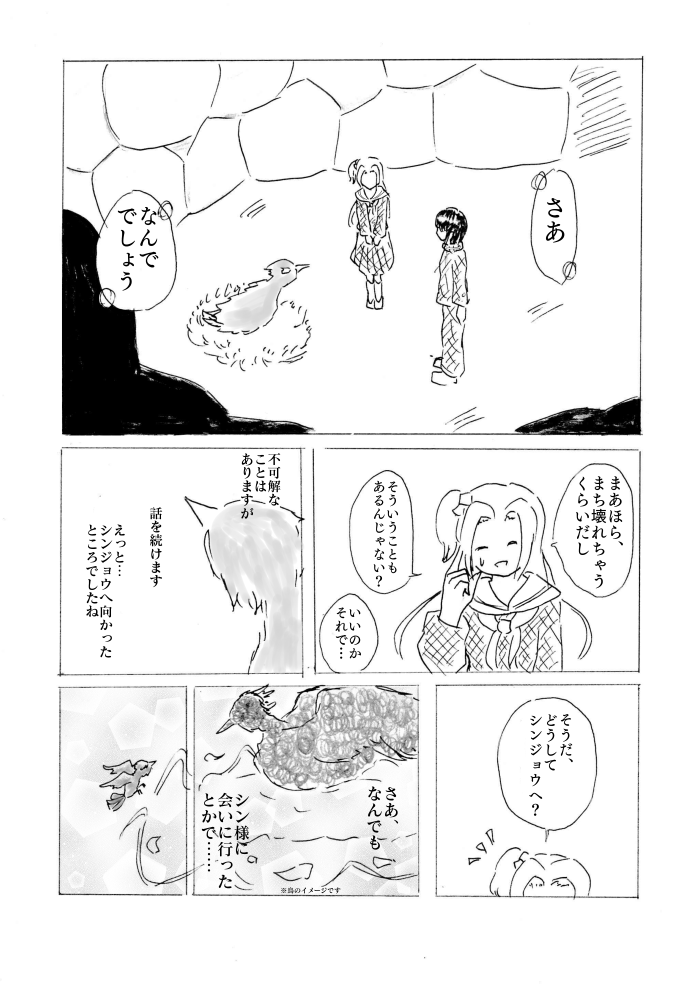 さあ
なんで
でしょう
まあほら、
まち壊れちゃう
くらいだし
そういうことも
あるんじゃない？
いいのか
それで…
不可解な
ことは
ありますが
話を続けます
えっと…
シンジョウへ向かった
ところでしたね
そうだ、
どうして
シンジョウへ？
さあ、
なんでも
シン様に
会いに行った
とかで……
※鳥のイメージです